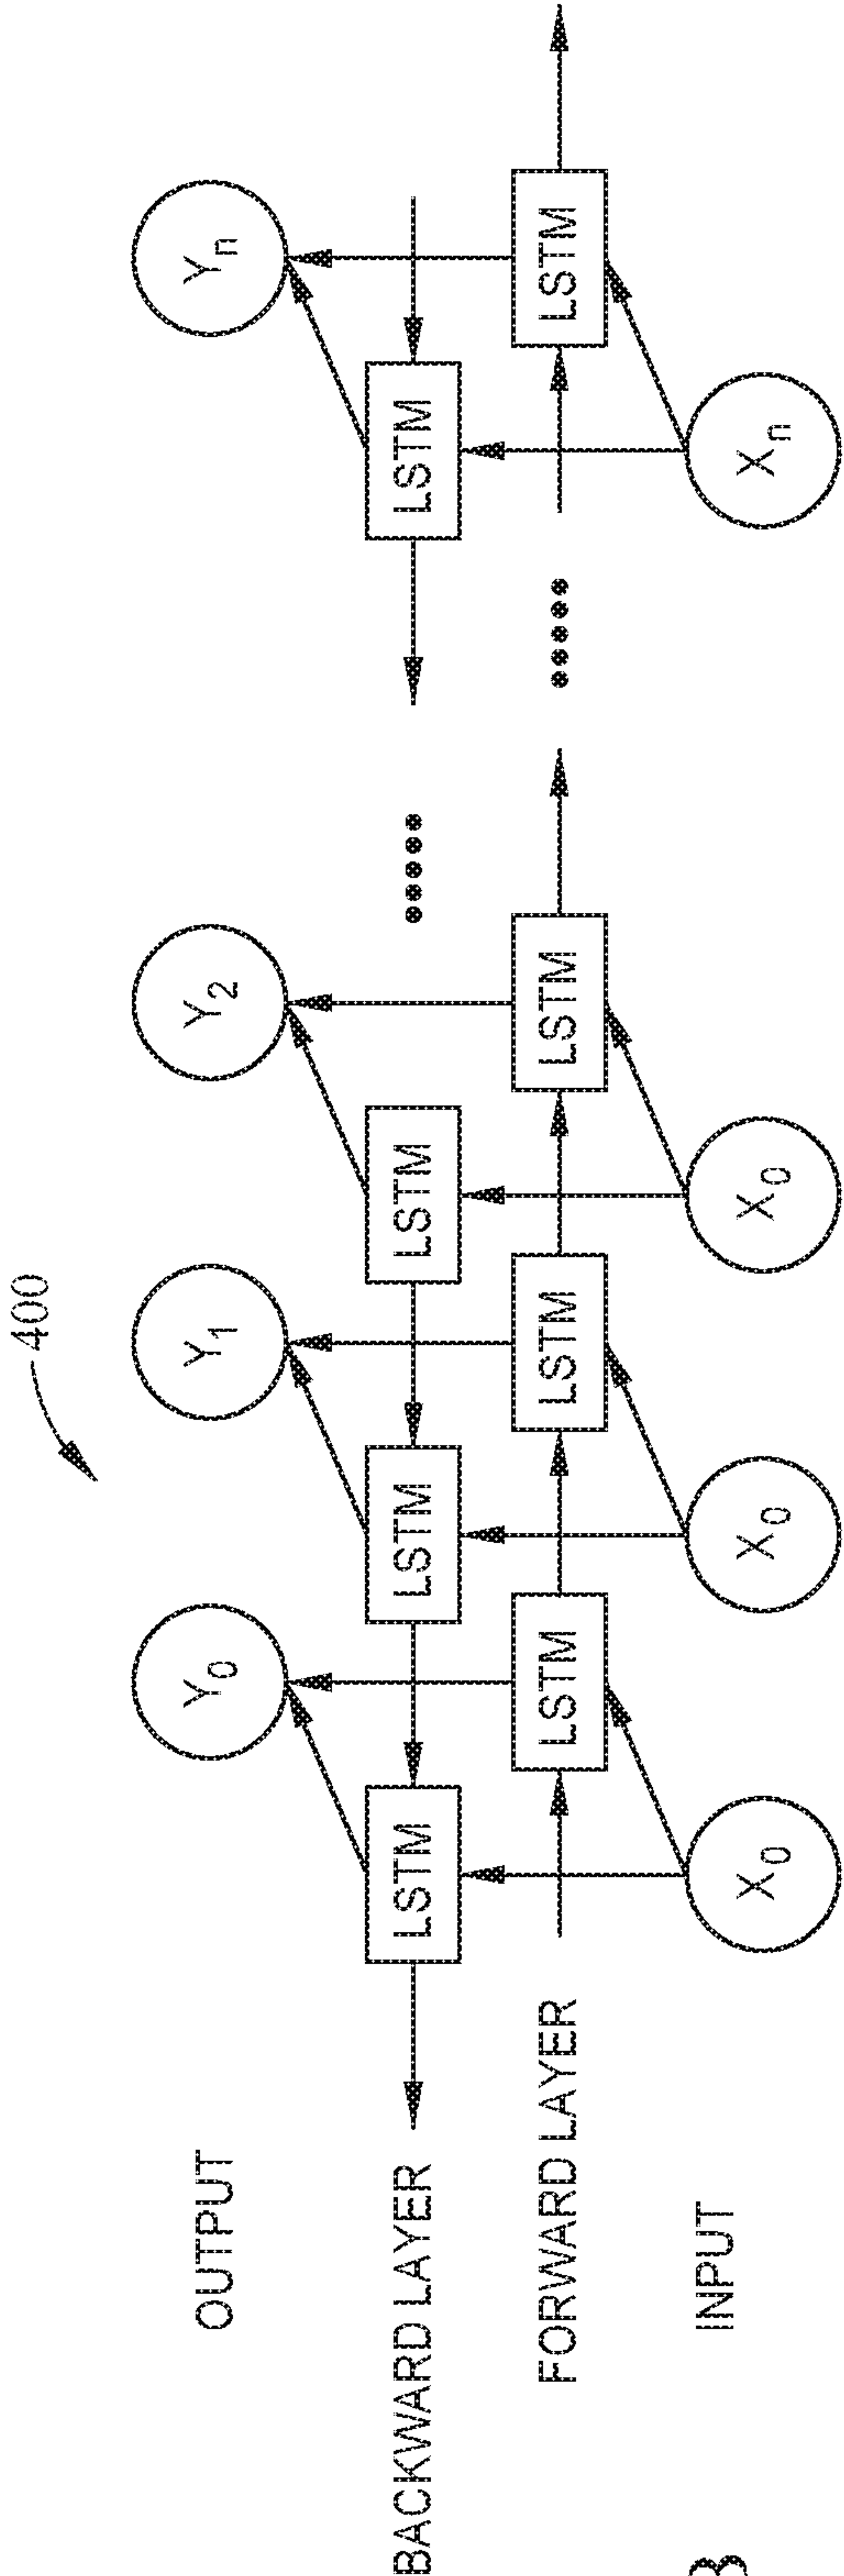 400
OUTPUT Y0 Y1 Y2 Yn
BACKWARD LAYER LSTM LSTM LSTM ..... LSTM
FORWARD LAYER LSTM LSTM LSTM ..... LSTM
INPUT X0 X0 X0 Xn